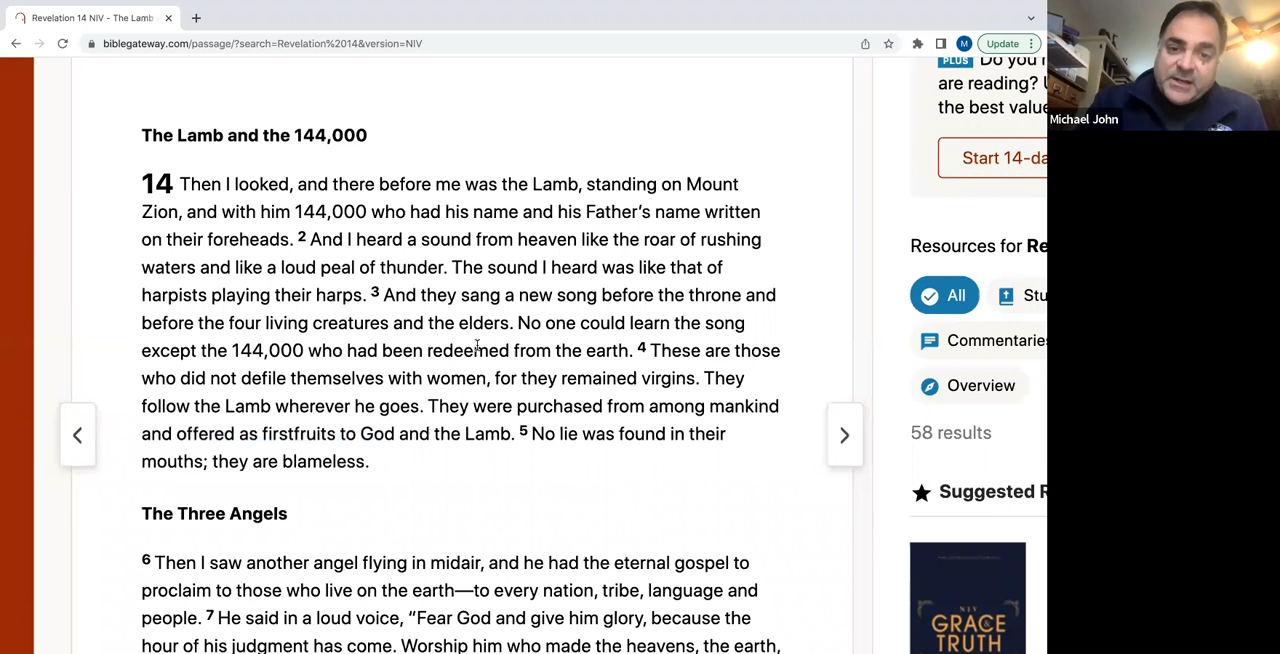 Revelation 14 NIV - The Lamb
biblegateway.com/passage/?search=Revelation%2014&version=NIV
M
Update
PLUS Do you
are reading?
the best value
Michael John
Start 14-da
The Lamb and the 144,000
14 Then I looked, and there before me was the Lamb, standing on Mount
Zion, and with him 144,000 who had his name and his Father’s name written
on their foreheads. 2 And I heard a sound from heaven like the roar of rushing
waters and like a loud peal of thunder. The sound I heard was like that of
harpists playing their harps. 3 And they sang a new song before the throne and
before the four living creatures and the elders. No one could learn the song
except the 144,000 who had been redeemed from the earth. 4 These are those
who did not defile themselves with women, for they remained virgins. They
follow the Lamb wherever he goes. They were purchased from among mankind
and offered as firstfruits to God and the Lamb. 5 No lie was found in their
mouths; they are blameless.
The Three Angels
6 Then I saw another angel flying in midair, and he had the eternal gospel to
proclaim to those who live on the earth—to every nation, tribe, language and
people. 7 He said in a loud voice, “Fear God and give him glory, because the
hour of his judgment has come. Worship him who made the heavens, the earth,
Resources for Re
All
Stu
Commentaries
Overview
58 results
Suggested R
NIV
GRACE
& TRUTH